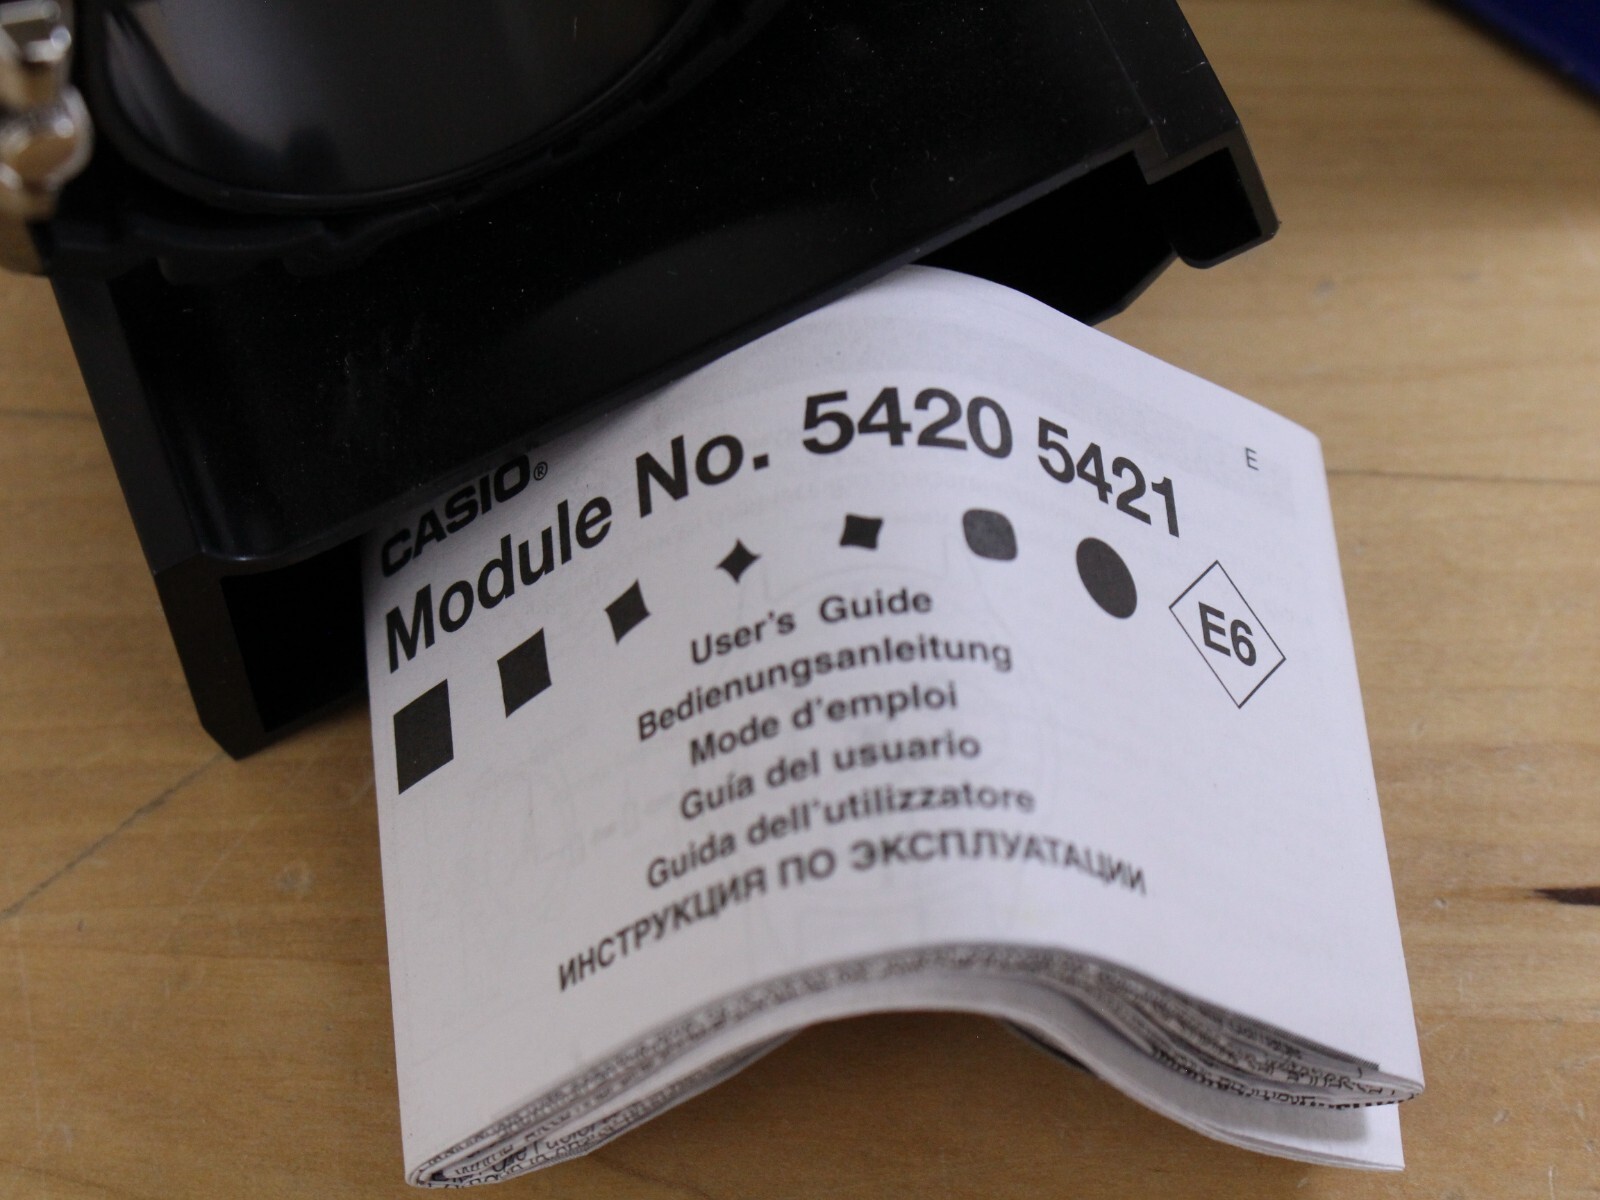 E
CASIO®
Module No. 5420 5421
E6
User's Guide
Bedienungsanleitung
Mode d'emploi
Guía del usuario
Guida dell'utilizzatore
ИНСТРУКЦИЯ ПО ЭКСПЛУАТАЦИИ